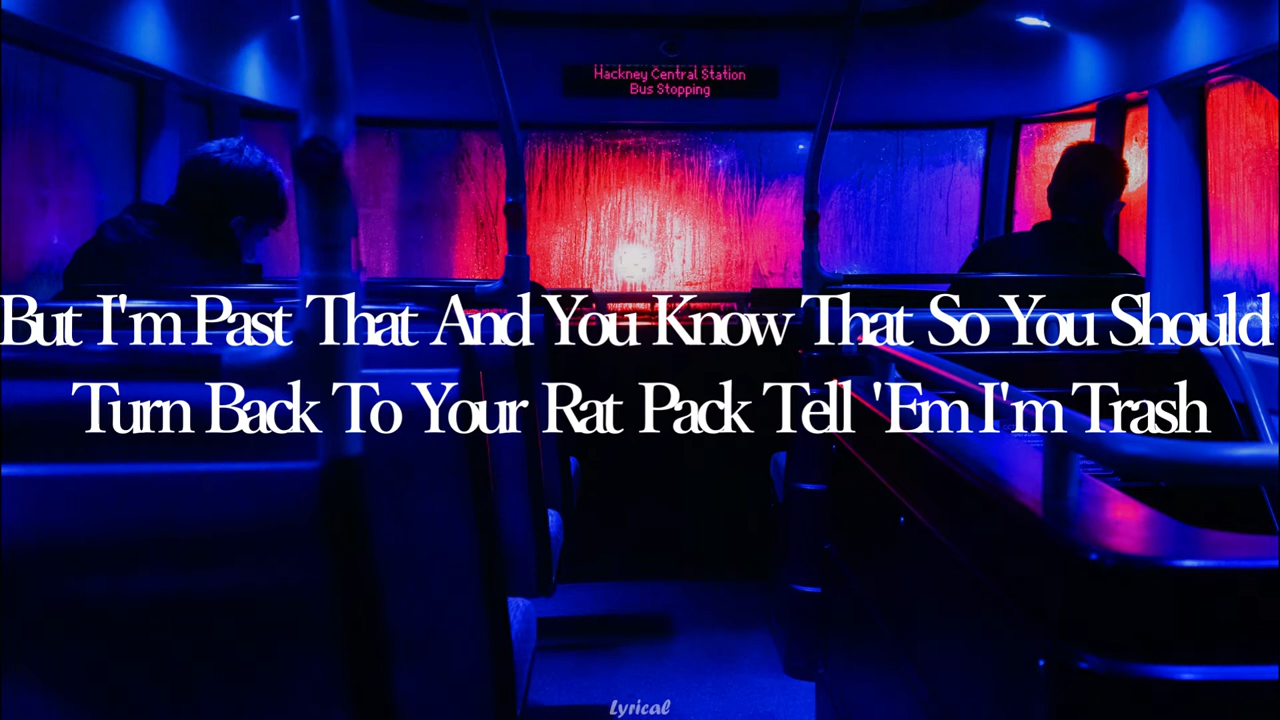 Hackney Central Station
Bus Stopping
But I'm Past That And You Know That So You Should
Turn Back To Your Rat Pack Tell 'Em I'm Trash
Lyrical